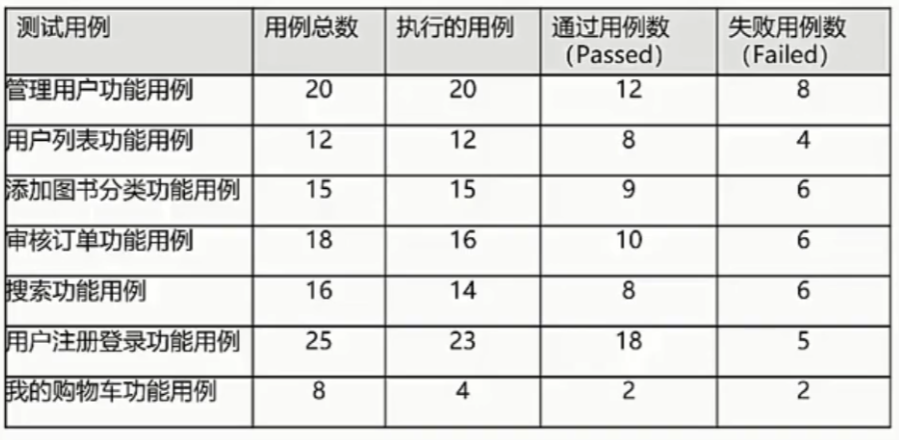 测试用例 用例总数 执行的用例 通过用例数 失败用例数
(Passed) (Failed)
管理用户功能用例 20 20 12 8
用户列表功能用例 12 12 8 4
添加图书分类功能用例 15 15 9 6
审核订单功能用例 18 16 10 6
搜索功能用例 16 14 8 6
用户注册登录功能用例 25 23 18 5
我的购物车功能用例 8 4 2 2